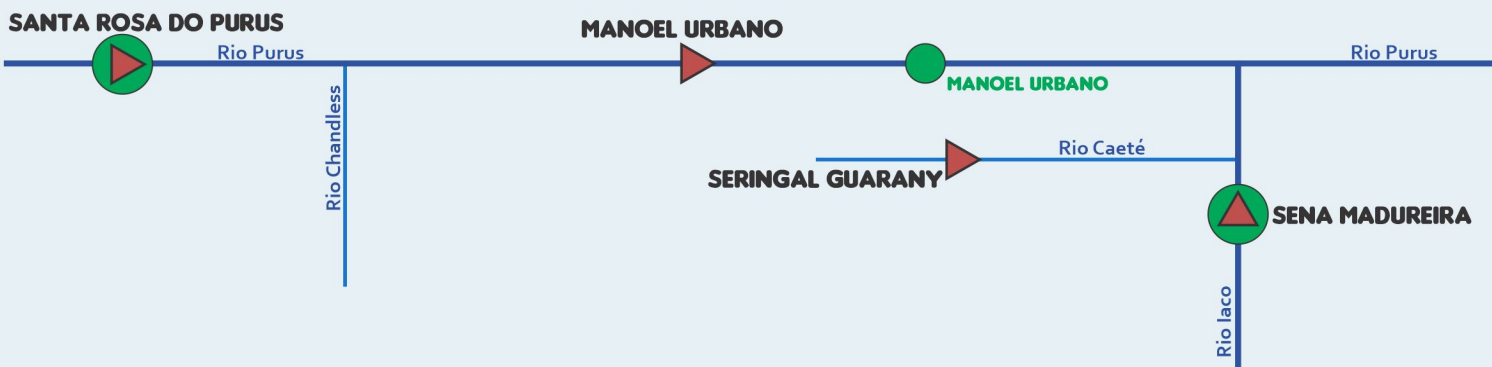 SANTA ROSA DO PURUS
MANOEL URBANO
Rio Purus
Rio Purus
MANOEL URBANO
Rio Chandless
Rio Caeté
SERINGAL GUARANY
SENA MADUREIRA
Rio Iaco